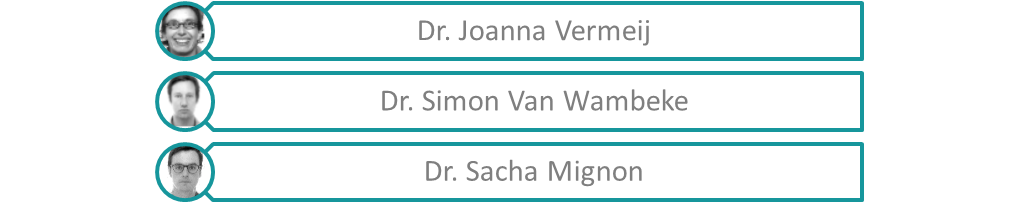 Dr. Joanna Vermeij
Dr. Simon Van Wambeke
Dr. Sacha Mignon